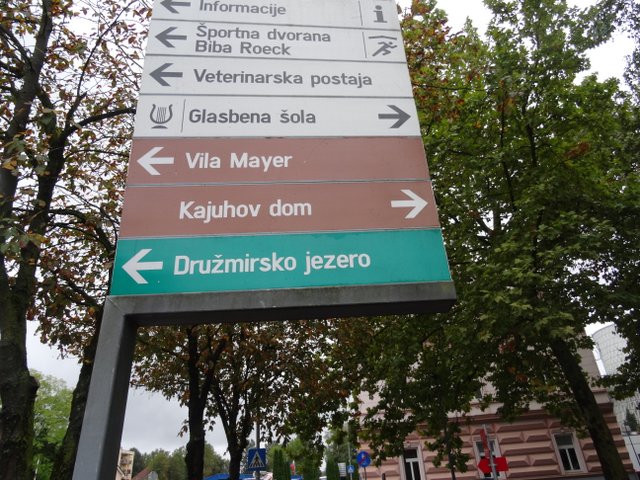 Informacije
i
Športna dvorana
Biba Roeck
Veterinarska postaja
Glasbena šola
Vila Mayer
Kajuhov dom
Družmirsko jezero